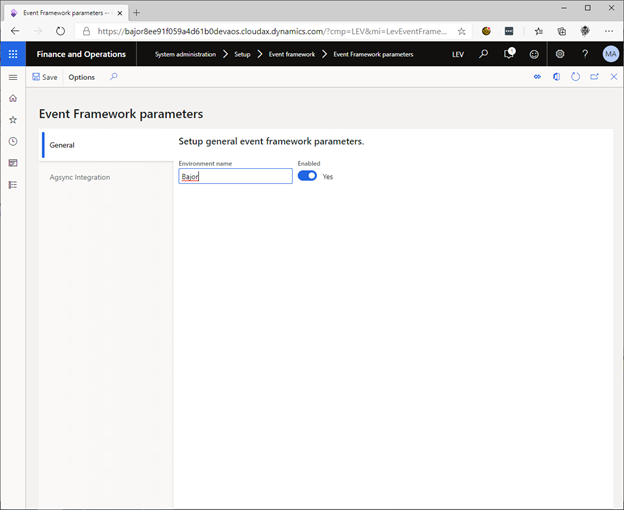 Event Framework parameters --
https://bajor8ee91f059a4d61b0devaos.cloudax.dynamics.com/?cmp=LEV&mi=LevEventFrame...
Finance and Operations
System administration > Setup > Event framework > Event Framework parameters
LEV
1
MA
Save
Options
Event Framework parameters
General
Agsync Integration
Setup general event framework parameters.
Environment name
Enabled
Bajor
Yes